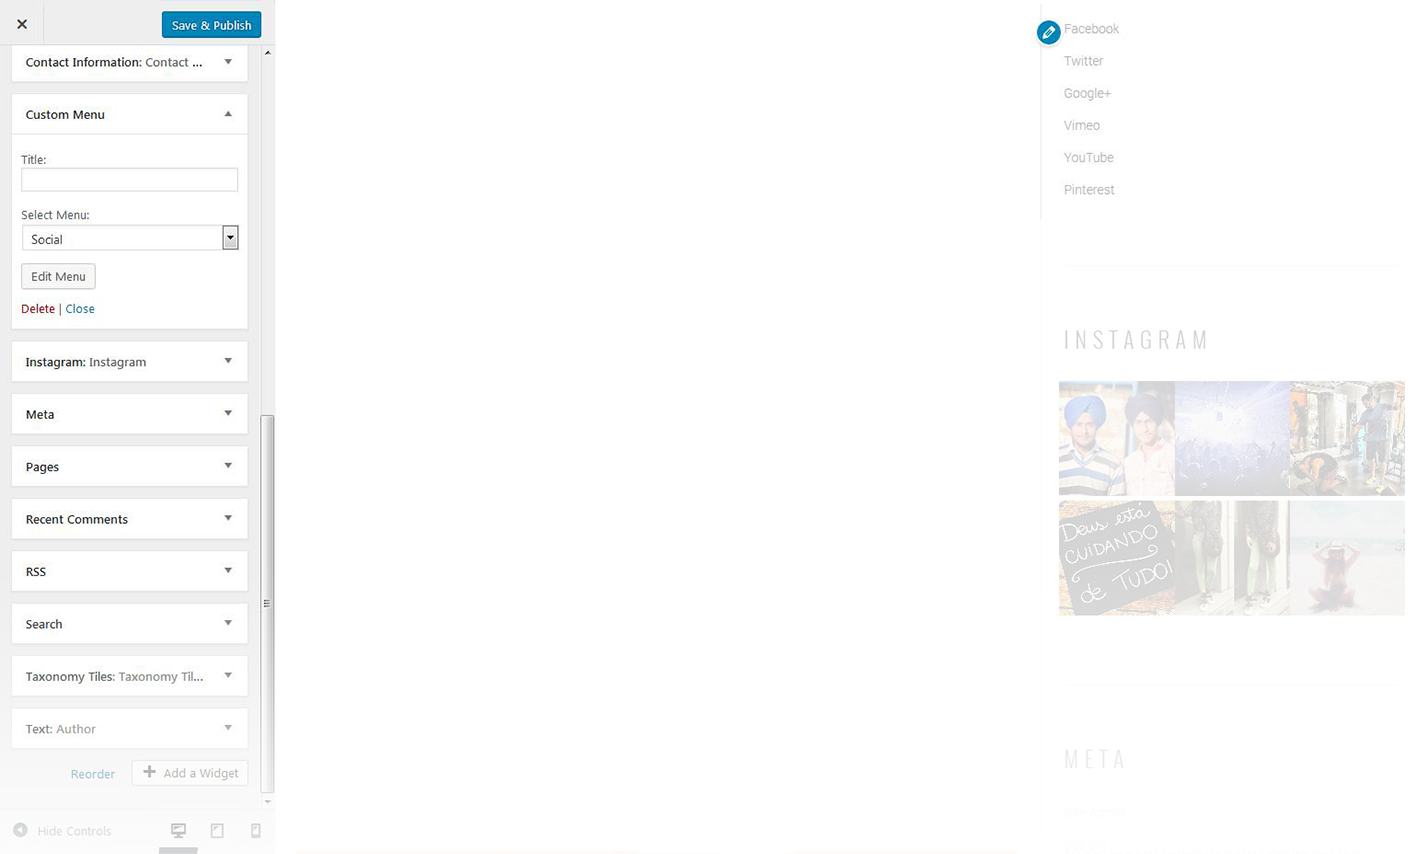 Save & Publish
Contact Information: Contact ...
Custom Menu
Title:
Select Menu:
Social
Edit Menu
Delete | Close
Instagram: Instagram
Meta
Pages
Recent Comments
RSS
Search
Taxonomy Tiles: Taxonomy Til...
Text: Author
Reorder
Add a Widget
Hide Controls
Facebook
Twitter
Google+
Vimeo
YouTube
Pinterest
INSTAGRAM
Deus está
CUIDANDO
de TUDO!
META